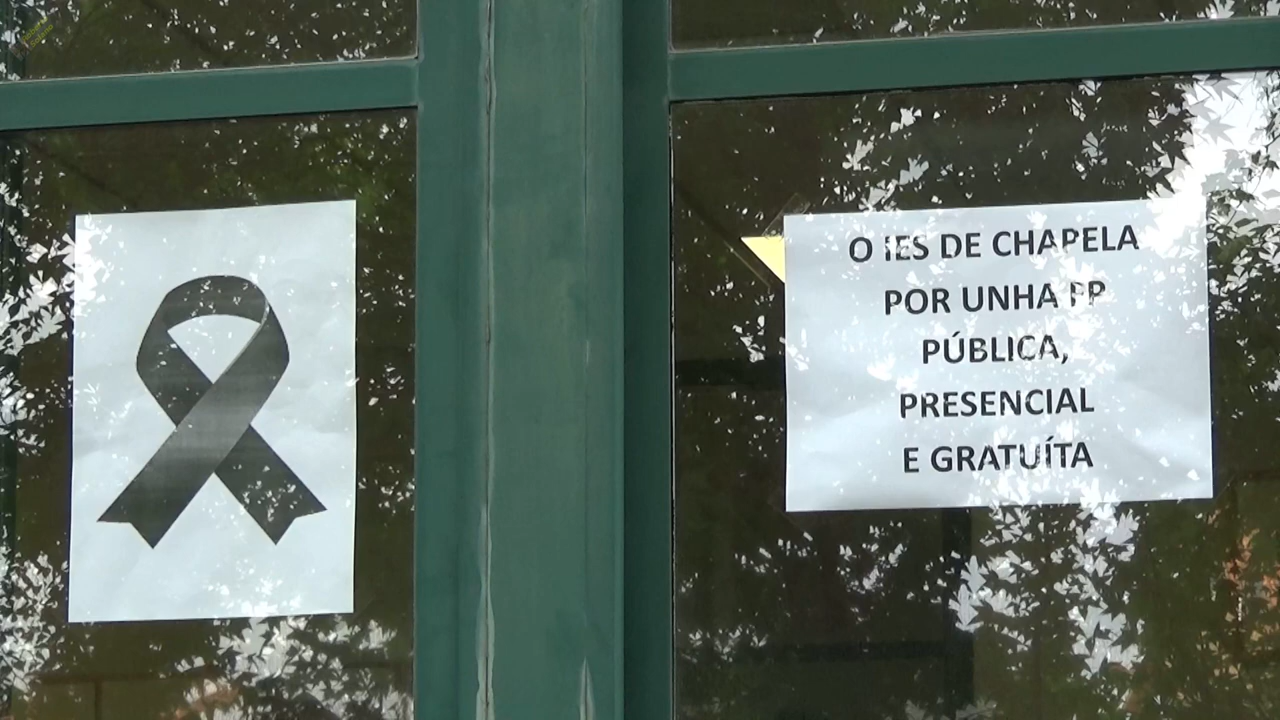 O IES DE CHAPELA
POR UNHA FP
PÚBLICA,
PRESENCIAL
E GRATUÍTA